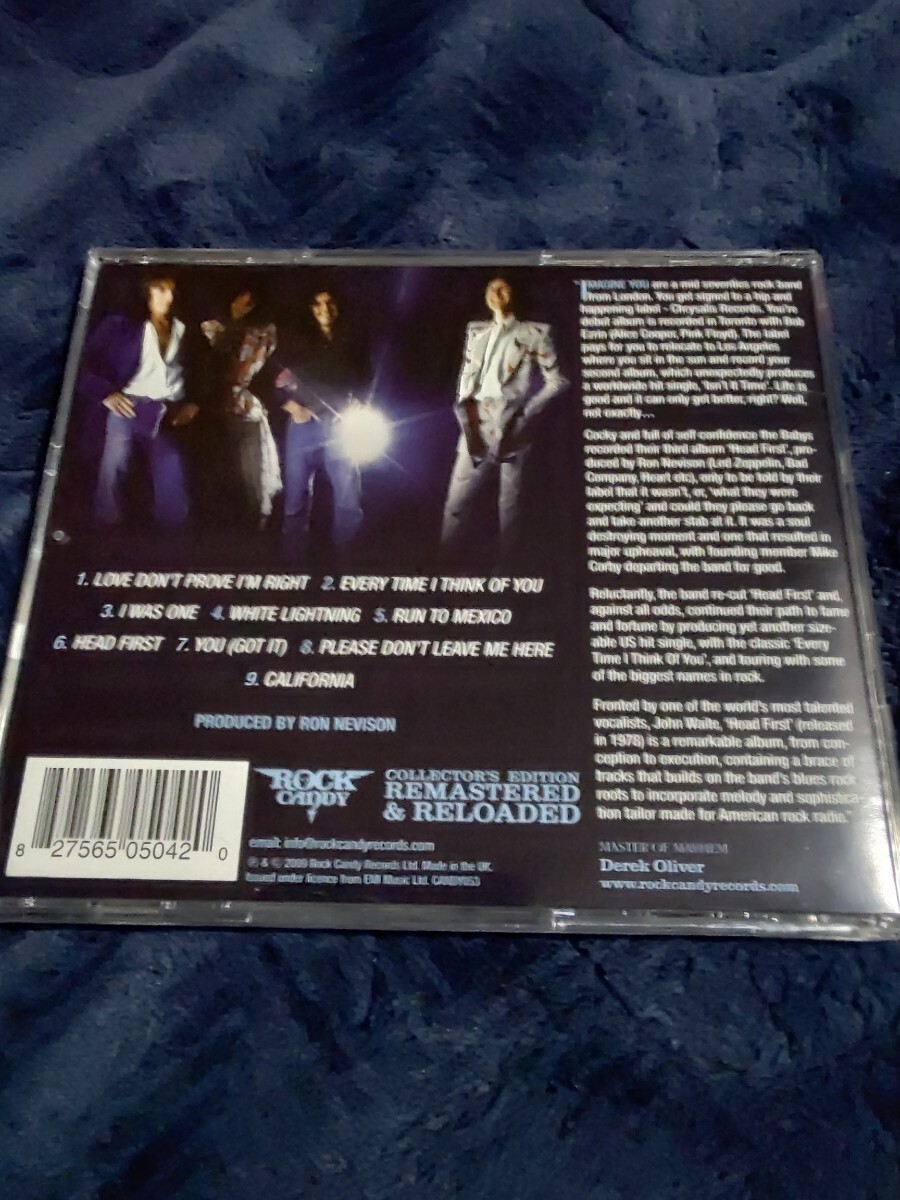 1. LOVE DON'T PROVE I'M RIGHT 2. EVERY TIME I THINK OF YOU
3. I WAS ONE 4. WHITE LIGHTNING 5. RUN TO MEXICO
6. HEAD FIRST 7. YOU (GOT IT) 8. PLEASE DON'T LEAVE ME HERE
9. CALIFORNIA
PRODUCED BY RON NEVISON
8 27565 05042 0
ROCK
CANDY
COLLECTOR'S EDITION
REMASTERED
& RELOADED
email: info@rockcandyrecords.com
℗ & © 2009 Rock Candy Records Ltd. Made in the UK.
Issued under licence from EMI Music Ltd. CANDY053
"IMAGINE YOU are a mid seventies rock band
from London. You get signed to a hip and
happening label - Chrysalis Records. You're
debut album is recorded in Toronto with Bob
Ezrin (Alice Cooper, Pink Floyd). The label
pays for you to relocate to Los Angeles
where you sit in the sun and record your
second album, which unexpectedly produces
a worldwide hit single, 'Isn't It Time'. Life is
good and it can only get better, right? Well,
not exactly...
Cocky and full of self confidence the Babys
recorded their third album 'Head First', pro-
duced by Ron Nevison (Led Zeppelin, Bad
Company, Heart etc), only to be told by their
label that it wasn't, er, 'what they were
expecting' and could they please go back
and take another stab at it. It was a soul
destroying moment and one that resulted in
major upheaval, with founding member Mike
Corby departing the band for good.
Reluctantly, the band re-cut 'Head First' and,
against all odds, continued their path to fame
and fortune by producing yet another size-
able US hit single, with the classic 'Every
Time I Think Of You', and touring with some
of the biggest names in rock.
Fronted by one of the world's most talented
vocalists, John Waite, 'Head First' (released
in 1978) is a remarkable album, from con-
ception to execution, containing a brace of
tracks that builds on the band's blues rock
roots to incorporate melody and sophistica-
tion tailor made for American rock radio."
MASTER OF MAYHEM
Derek Oliver
www.rockcandyrecords.com